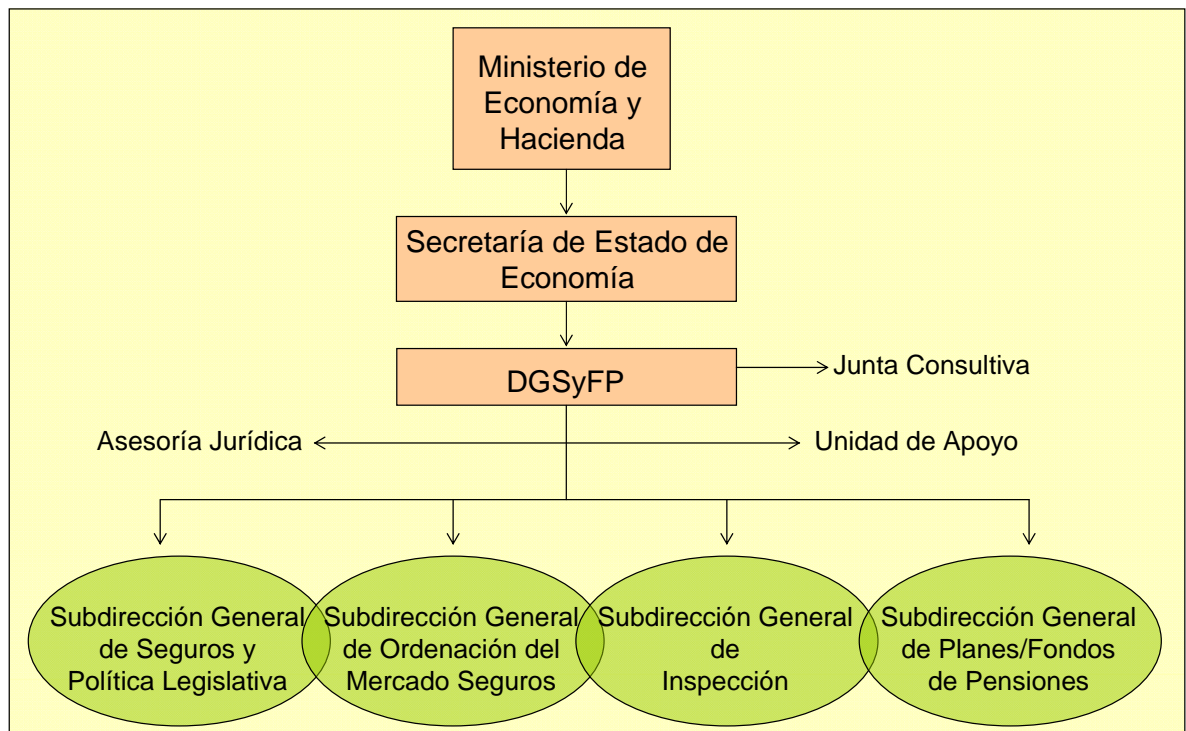 Ministerio de
Economía y
Hacienda
Secretaría de Estado de
Economía
DGSyFP
Junta Consultiva
Asesoría Jurídica
Unidad de Apoyo
Subdirección General
de Seguros y
Política Legislativa
Subdirección General
de Ordenación del
Mercado Seguros
Subdirección General
de
Inspección
Subdirección General
de Planes/Fondos
de Pensiones